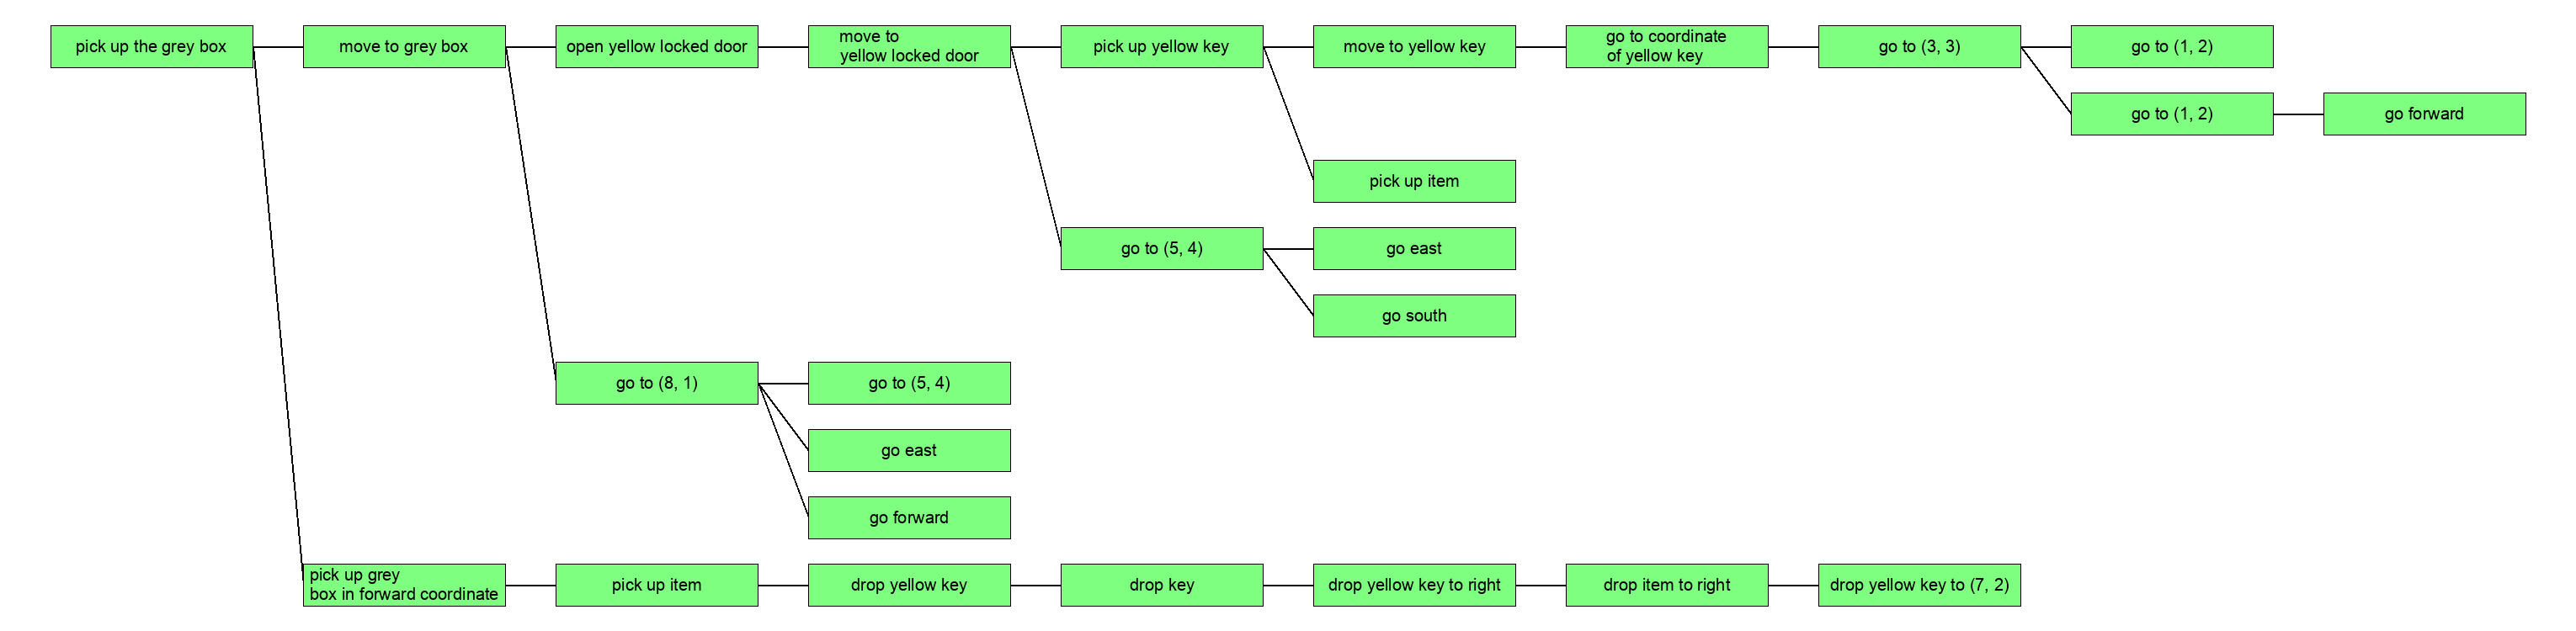 pick up the grey box
move to grey box
open yellow locked door
move to
yellow locked door
pick up yellow key
move to yellow key
go to coordinate
of yellow key
go to (3, 3)
go to (1, 2)
go to (1, 2)
go forward
pick up item
go to (5, 4)
go east
go south
go to (8, 1)
go to (5, 4)
go east
go forward
pick up grey
box in forward coordinate
pick up item
drop yellow key
drop key
drop yellow key to right
drop item to right
drop yellow key to (7, 2)